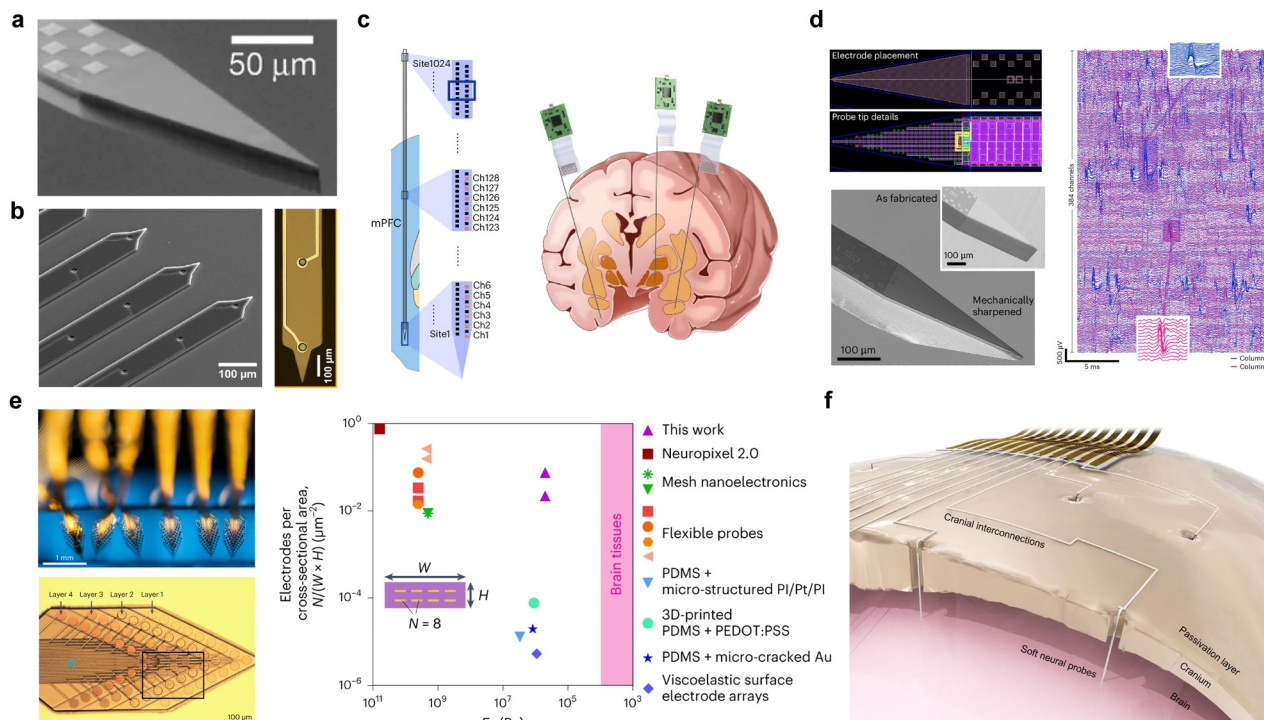 a
50 μm
b
100 μm
100 μm
c
Site1024
Ch128
Ch127
Ch126
Ch125
Ch124
Ch123
mPFC
Ch6
Ch5
Ch4
Ch3
Ch2
Ch1
Site1
d
Electrode placement
Probe tip details
As fabricated
100 μm
Mechanically
sharpened
100 μm
384 channels
500 μV
5 ms
Column
Column
e
1 mm
Layer 4
Layer 3
Layer 2
Layer 1
100 μm
Electrodes per
cross-sectional area,
N/(W × H) (μm⁻²)
10⁰
10⁻²
10⁻⁴
10⁻⁶
10¹¹
10⁹
10⁷
10⁵
10³
W
H
N = 8
Brain tissues
This work
Neuropixel 2.0
Mesh nanoelectronics
Flexible probes
PDMS +
micro-structured PI/Pt/PI
3D-printed
PDMS + PEDOT:PSS
PDMS + micro-cracked Au
Viscoelastic surface
electrode arrays
f
Cranial interconnections
Soft neural probes
Passivation layer
Cranium
Brain